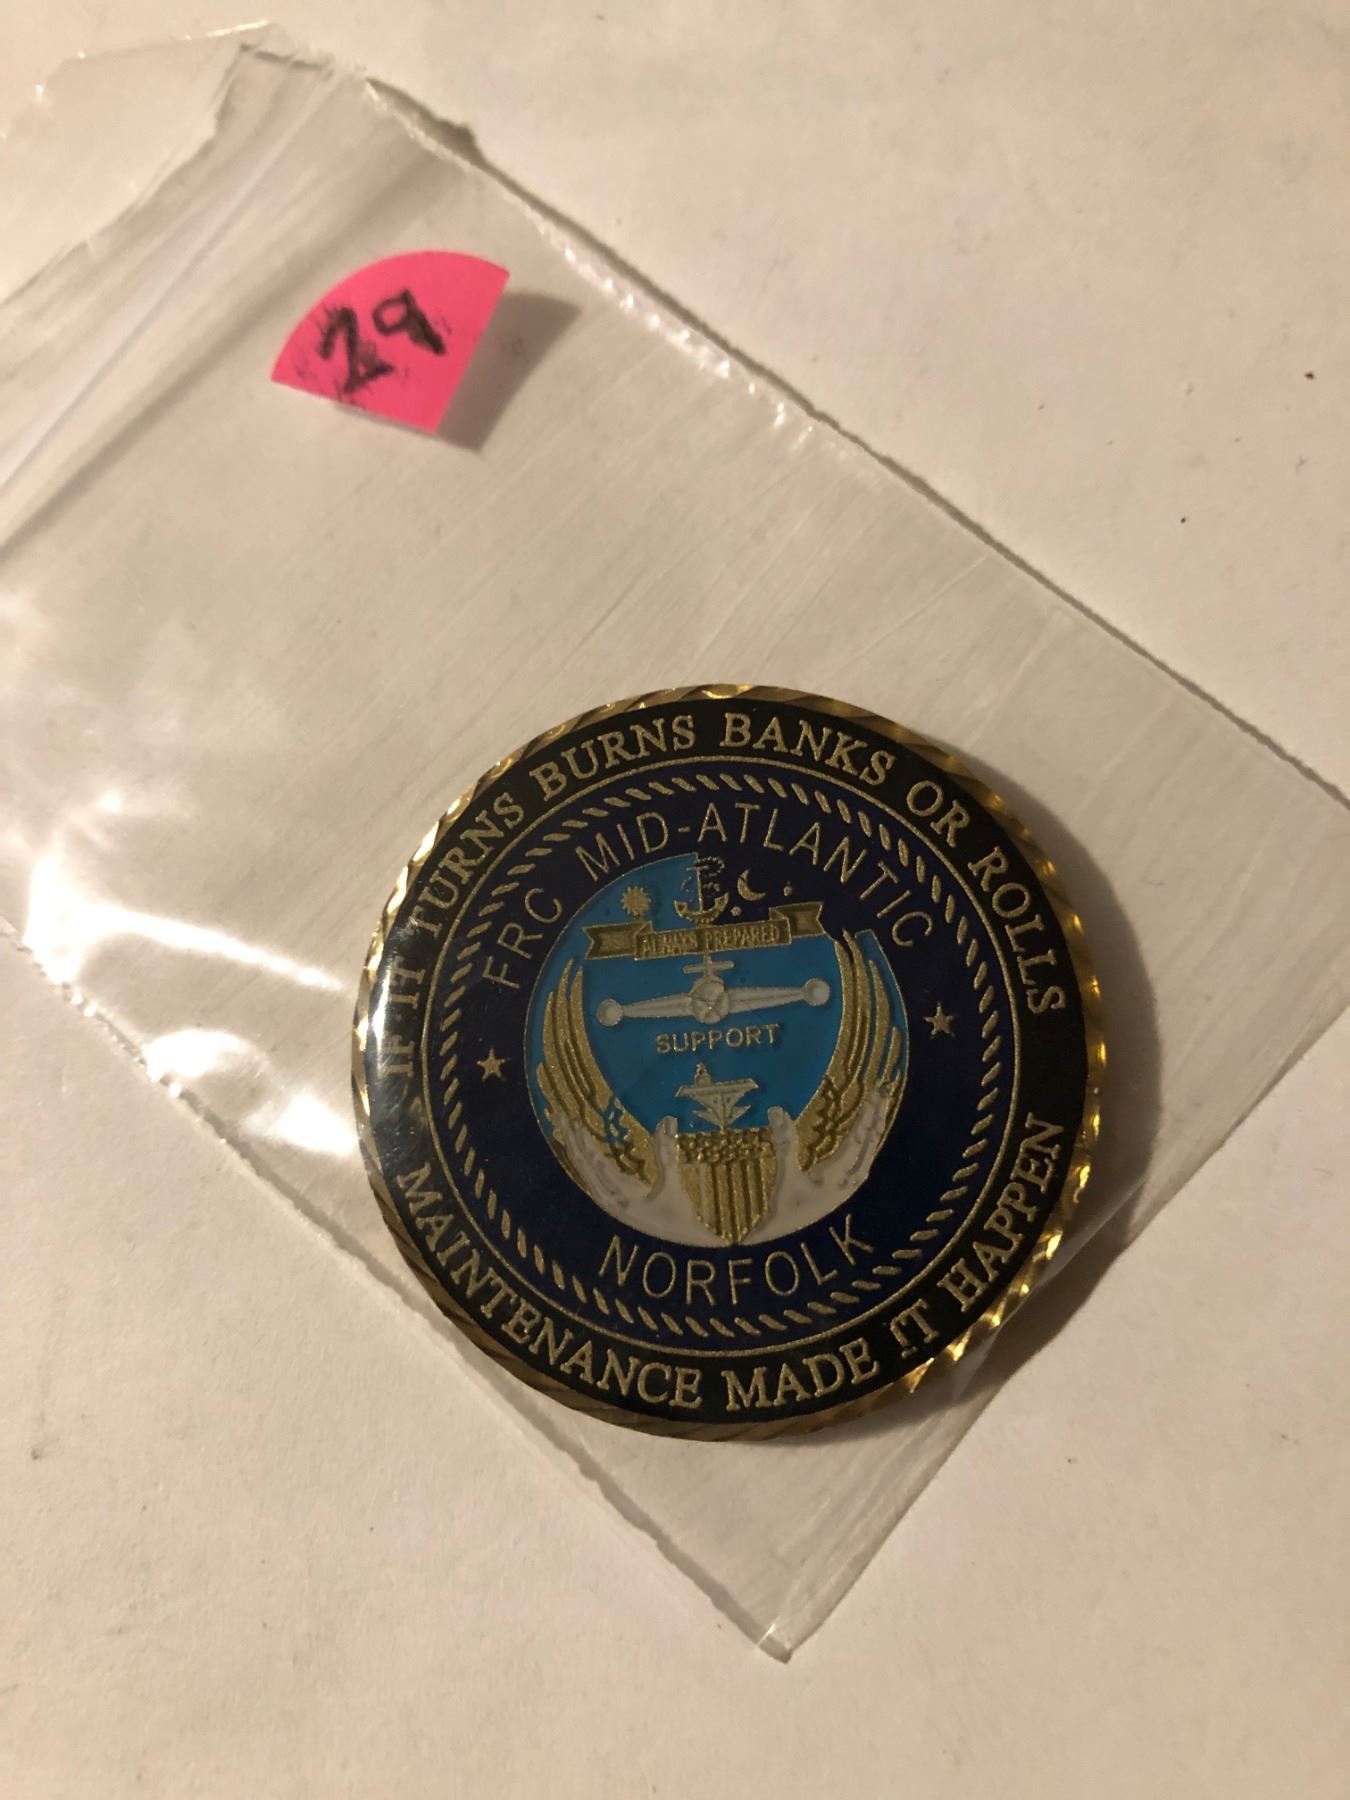 29
IF IT TURNS BURNS BANKS OR ROLLS
FRC MID-ATLANTIC
ALWAYS PREPARED
SUPPORT
NORFOLK
MAINTENANCE MADE IT HAPPEN